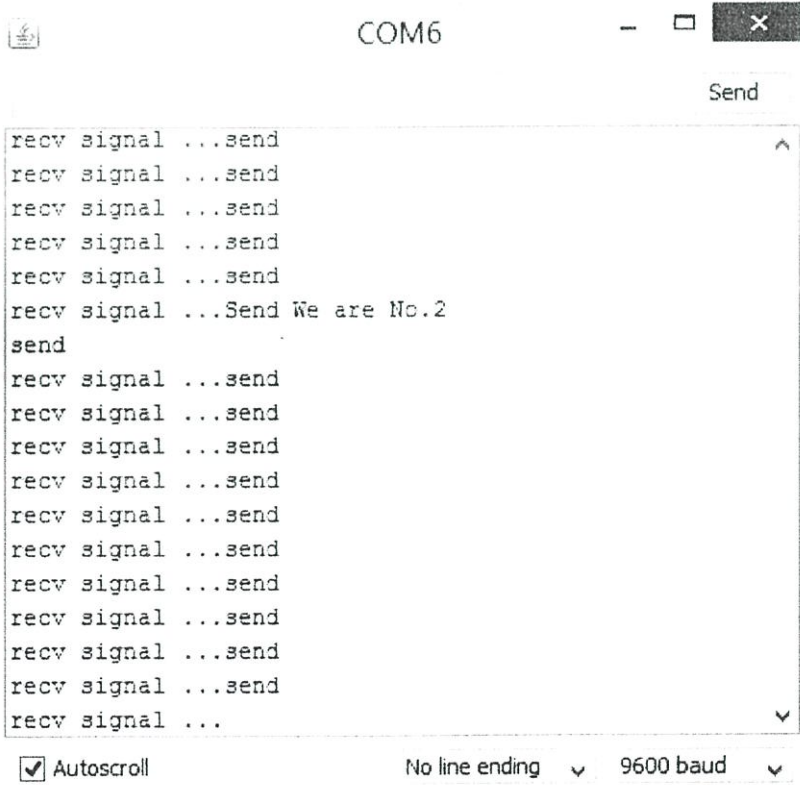 COM6
Send
recv signal ...send
recv signal ...send
recv signal ...send
recv signal ...send
recv signal ...send
recv signal ...Send We are No.2
send
recv signal ...send
recv signal ...send
recv signal ...send
recv signal ...send
recv signal ...send
recv signal ...send
recv signal ...send
recv signal ...send
recv signal ...send
recv signal ...send
recv signal ...
Autoscroll No line ending 9600 baud